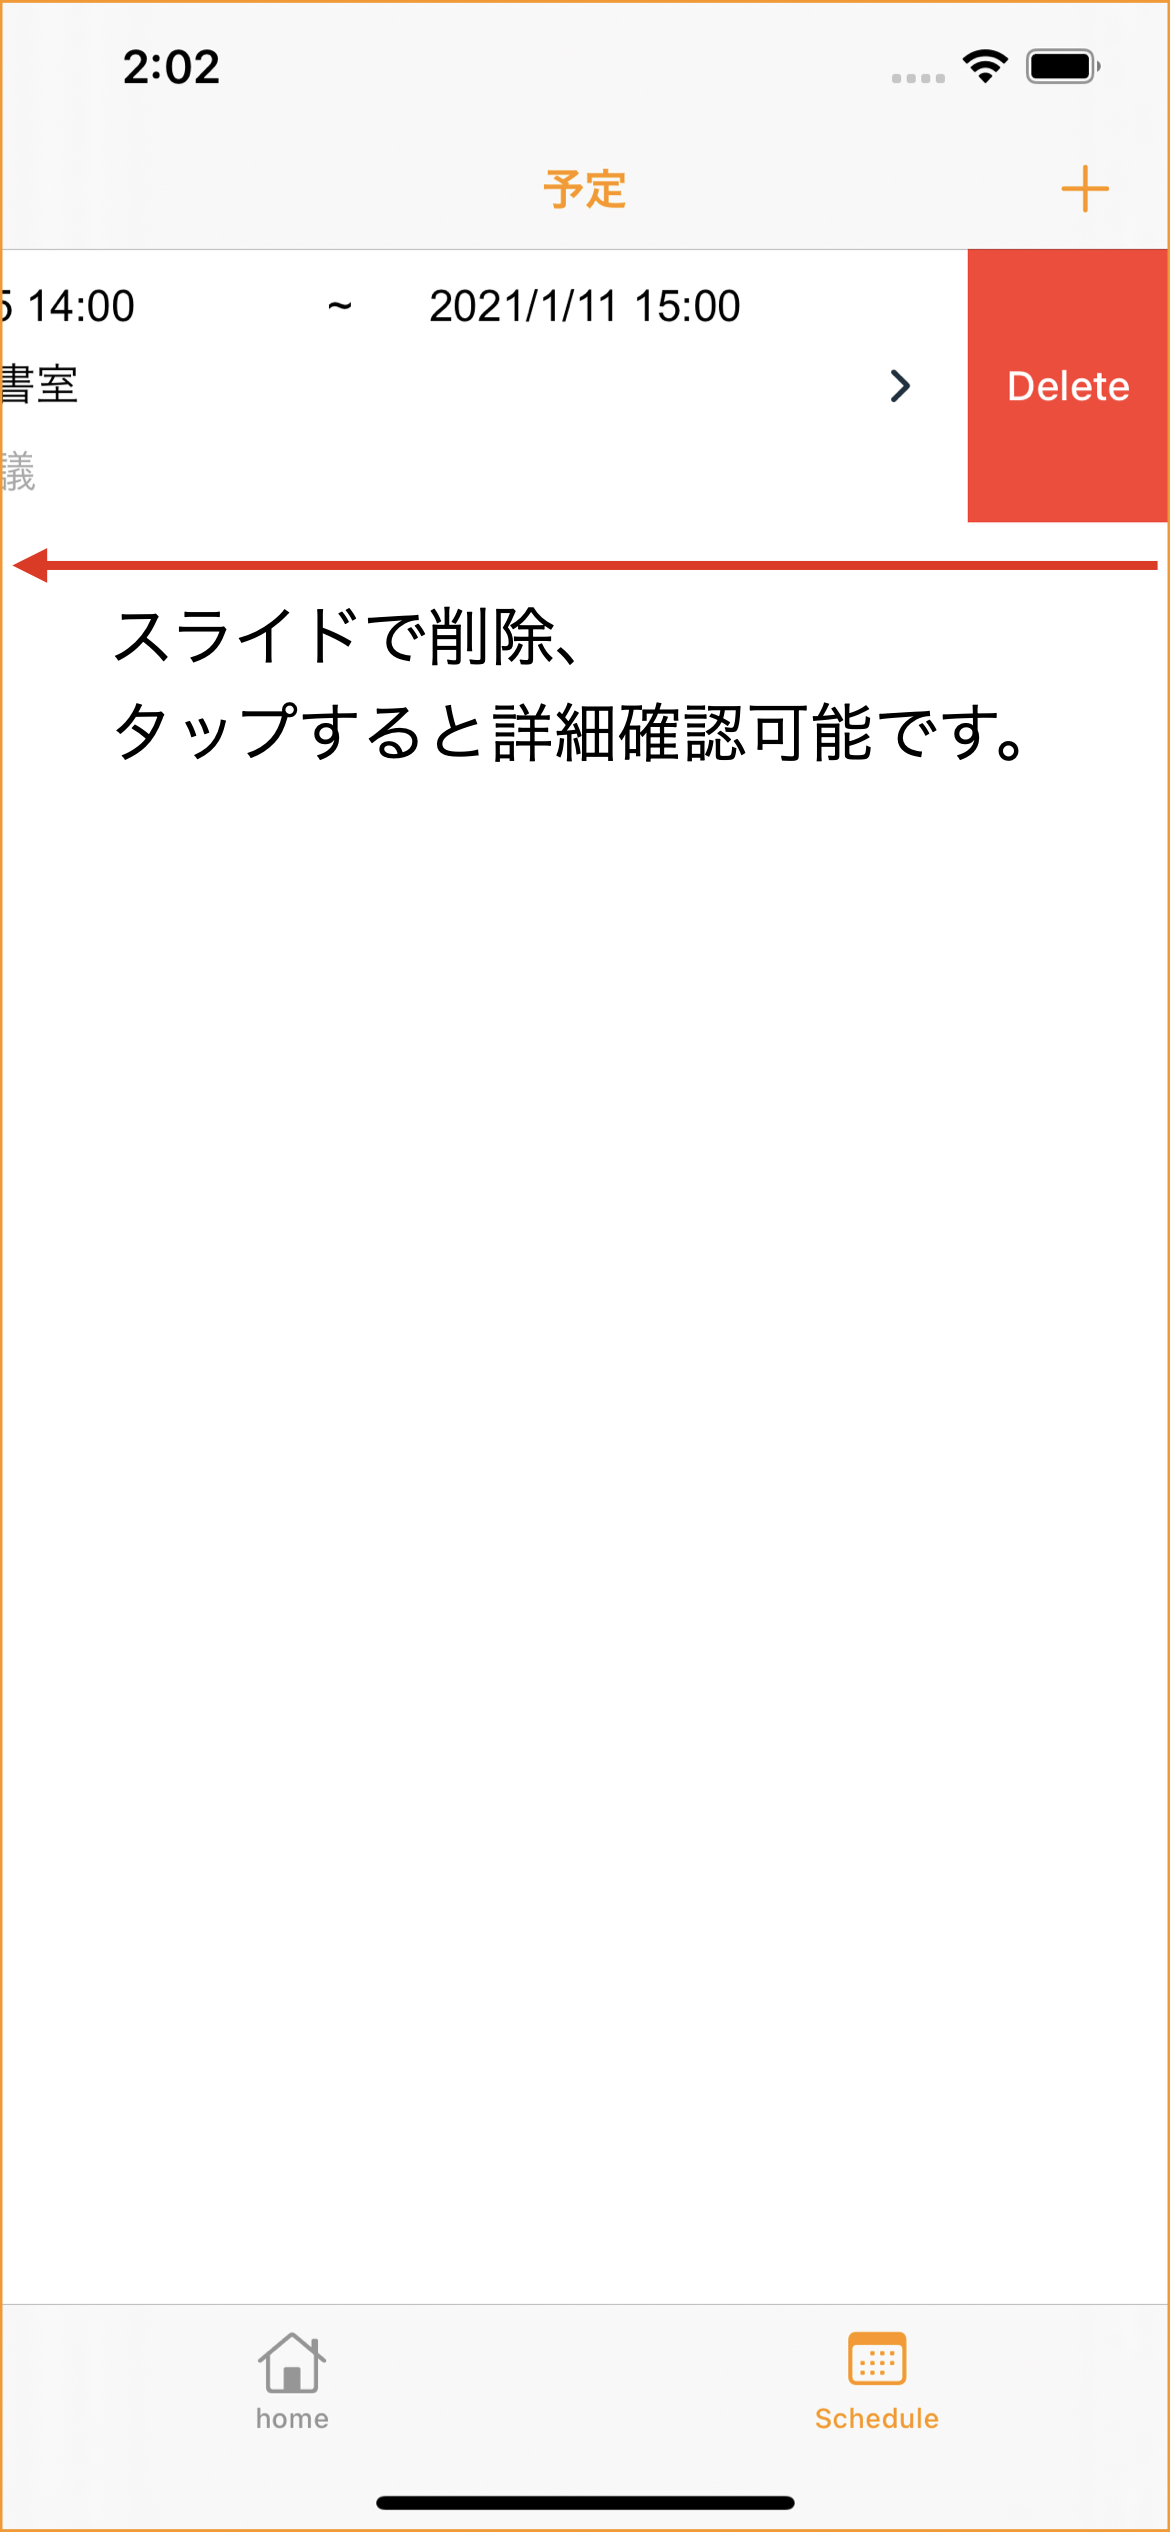 2:02
予定
14:00 ~ 2021/1/11 15:00
書室
Delete
議
スライドで削除、
タップすると詳細確認可能です。
home
Schedule